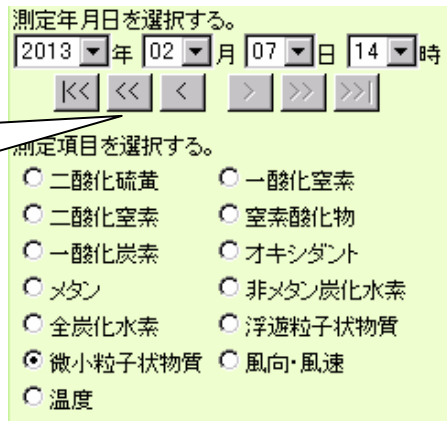 測定年月日を選択する。
2013 年 02 月 07 日 14 時
|<< << < > >> >>|
測定項目を選択する。
二酸化硫黄 一酸化窒素
二酸化窒素 窒素酸化物
一酸化炭素 オキシダント
メタン 非メタン炭化水素
全炭化水素 浮遊粒子状物質
微小粒子状物質 風向・風速
温度